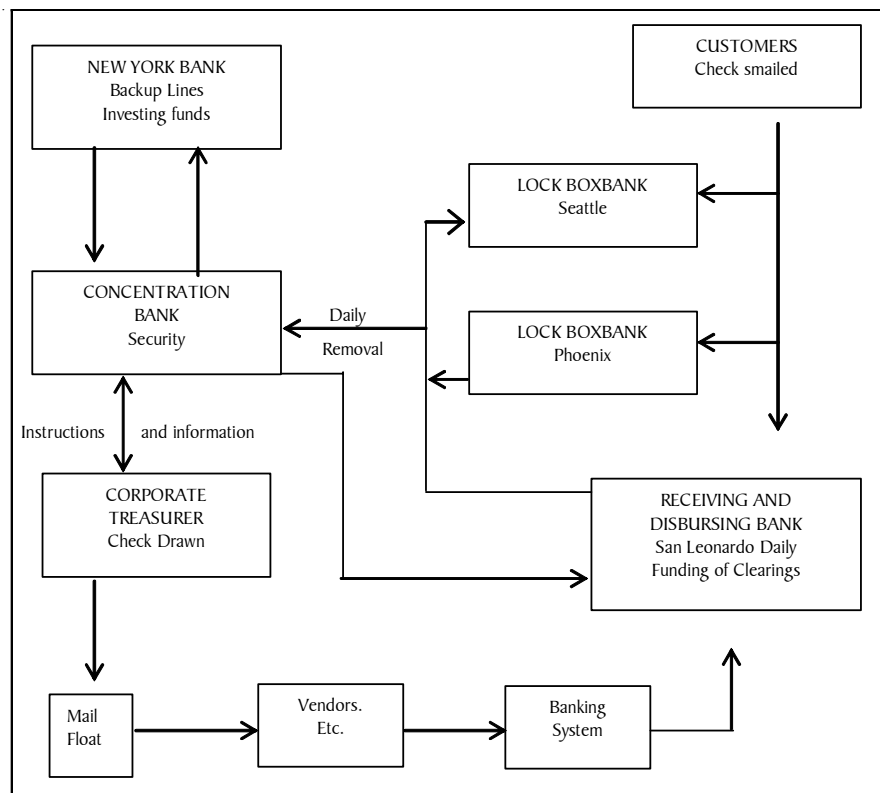 NEW YORK BANK
Backup Lines
Investing funds
CUSTOMERS
Check smailed
LOCK BOXBANK
Seattle
CONCENTRATION
BANK
Security
Daily
Removal
LOCK BOXBANK
Phoenix
Instructions and information
CORPORATE
TREASURER
Check Drawn
RECEIVING AND
DISBURSING BANK
San Leonardo Daily
Funding of Clearings
Mail
Float
Vendors.
Etc.
Banking
System